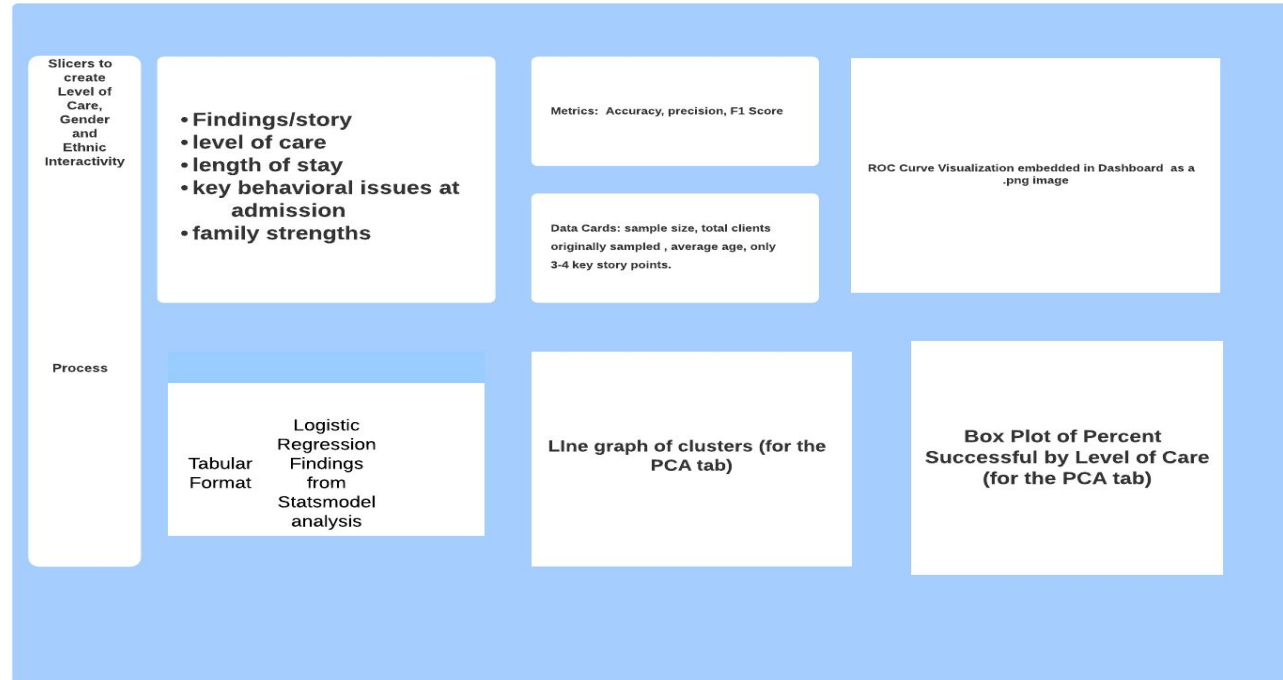 Slicers to
create
Level of
Care,
Gender
and
Ethnic
Interactivity
Process
• Findings/story
• level of care
• length of stay
• key behavioral issues at
admission
• family strengths
Metrics: Accuracy, precision, F1 Score
Data Cards: sample size, total clients
originally sampled , average age, only
3-4 key story points.
ROC Curve Visualization embedded in Dashboard as a
.png image
Tabular
Format
Logistic
Regression
Findings
from
Statsmodel
analysis
LIne graph of clusters (for the
PCA tab)
Box Plot of Percent
Successful by Level of Care
(for the PCA tab)